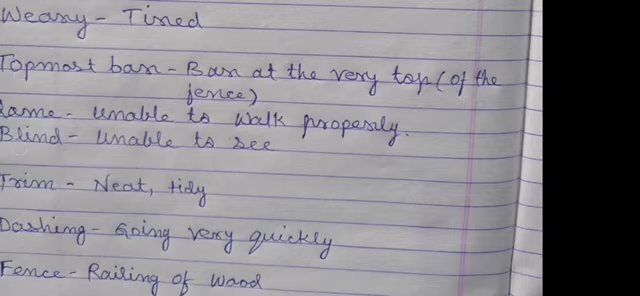 Weary - Tired
Topmost bar - Bar at the very top (of the
fence)
Lame - Unable to walk properly.
Blind - Unable to see
Trim - Neat, tidy
Dashing - Going very quickly
Fence - Railing of wood